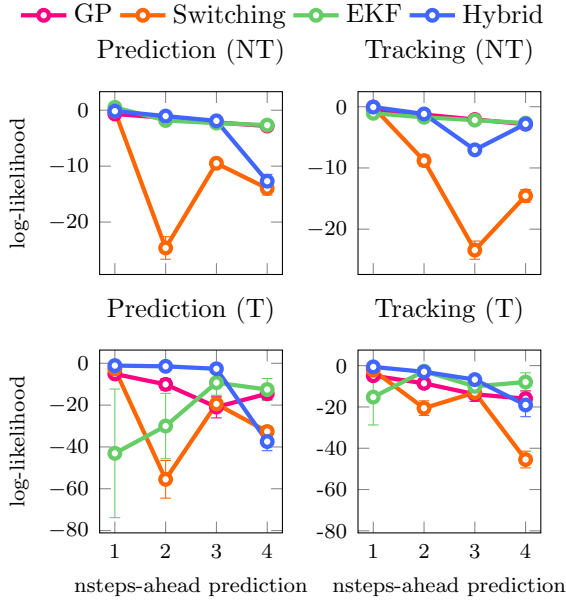 GP Switching EKF Hybrid
Prediction (NT) Tracking (NT)
log-likelihood
0
−10
−20
0
−10
−20
Prediction (T) Tracking (T)
log-likelihood
0
−20
−40
−60
−80
1 2 3 4
nsteps-ahead prediction
0
-20
-40
-60
-80
1 2 3 4
nsteps-ahead prediction